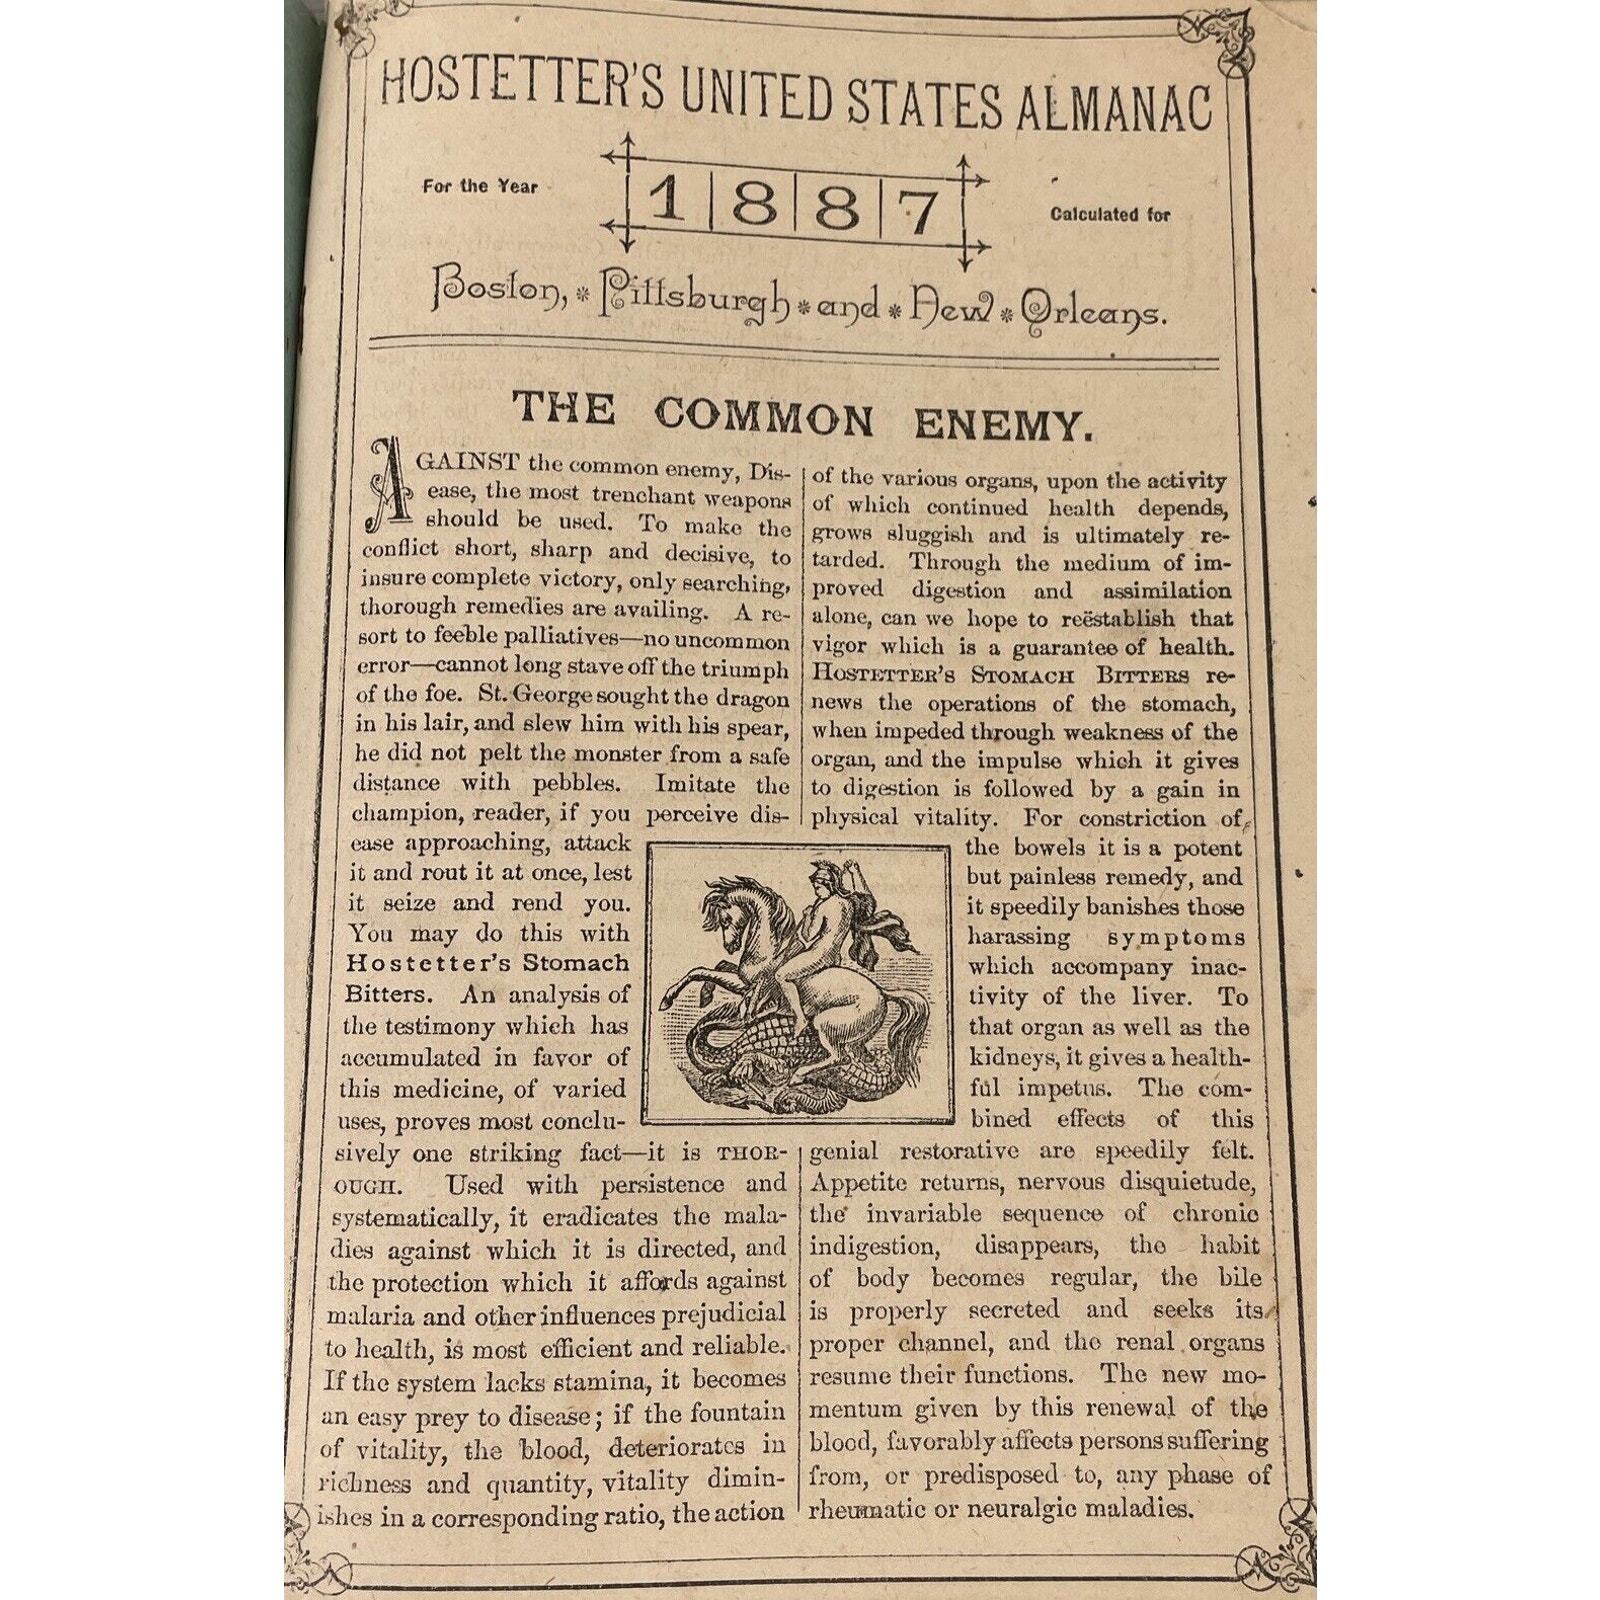 HOSTETTER'S UNITED STATES ALMANAC
For the Year
1887
Calculated for
Boston, * Pittsburgh * and * New * Orleans.
THE COMMON ENEMY.
AGAINST the common enemy, Dis-
ease, the most trenchant weapons
should be used. To make the
conflict short, sharp and decisive, to
insure complete victory, only searching,
thorough remedies are availing. A re-
sort to feeble palliatives—no uncommon
error—cannot long stave off the triumph
of the foe. St. George sought the dragon
in his lair, and slew him with his spear,
he did not pelt the monster from a safe
distance with pebbles. Imitate the
champion, reader, if you perceive dis-
ease approaching, attack
it and rout it at once, lest
it seize and rend you.
You may do this with
Hostetter's Stomach
Bitters. An analysis of
the testimony which has
accumulated in favor of
this medicine, of varied
uses, proves most conclu-
sively one striking fact—it is THOR-
OUGH. Used with persistence and
systematically, it eradicates the mala-
dies against which it is directed, and
the protection which it affords against
malaria and other influences prejudicial
to health, is most efficient and reliable.
If the system lacks stamina, it becomes
an easy prey to disease; if the fountain
of vitality, the blood, deteriorates in
richness and quantity, vitality dimin-
ishes in a corresponding ratio, the action
of the various organs, upon the activity
of which continued health depends,
grows sluggish and is ultimately re-
tarded. Through the medium of im-
proved digestion and assimilation
alone, can we hope to reëstablish that
vigor which is a guarantee of health.
HOSTETTER'S STOMACH BITTERS re-
news the operations of the stomach,
when impeded through weakness of the
organ, and the impulse which it gives
to digestion is followed by a gain in
physical vitality. For constriction of
the bowels it is a potent
but painless remedy, and
it speedily banishes those
harassing symptoms
which accompany inac-
tivity of the liver. To
that organ as well as the
kidneys, it gives a health-
ful impetus. The com-
bined effects of this
genial restorative are speedily felt.
Appetite returns, nervous disquietude,
the invariable sequence of chronic
indigestion, disappears, the habit
of body becomes regular, the bile
is properly secreted and seeks its
proper channel, and the renal organs
resume their functions. The new mo-
mentum given by this renewal of the
blood, favorably affects persons suffering
from, or predisposed to, any phase of
rheumatic or neuralgic maladies.